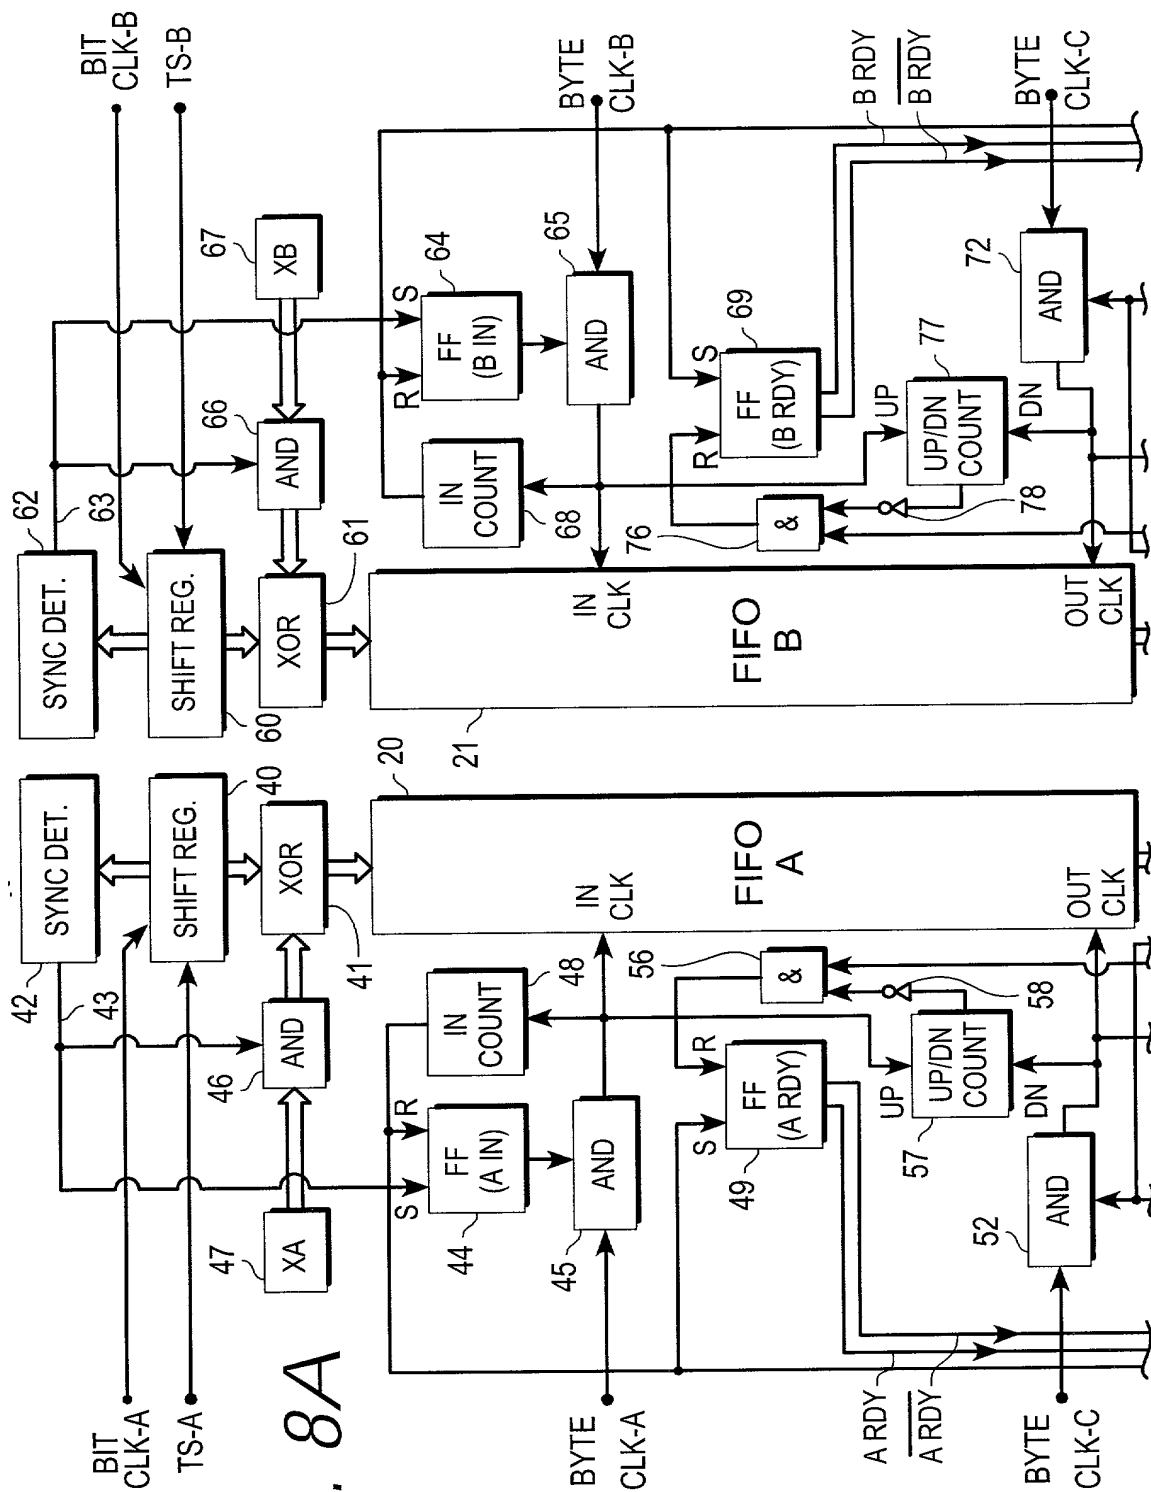 BIT
CLK-A
TS-A
BIT
CLK-B
TS-B
42
SYNC DET.
43
SHIFT REG.
40
SYNC DET.
62
63
SHIFT REG.
60
47
XA
46
AND
XOR
41
XOR
61
AND
66
XB
67
. 8A
S
R
FF
(A IN)
44
IN
COUNT
48
20
FIFO
A
21
FIFO
B
IN
COUNT
68
R
S
FF
(B IN)
64
BYTE
CLK-A
45
AND
IN
CLK
IN
CLK
AND
65
BYTE
CLK-B
S
R
FF
(A RDY)
49
56
&
76
&
R
S
FF
(B RDY)
69
A RDY
A RDY
B RDY
B RDY
57
UP
UP/DN
COUNT
DN
58
78
UP
UP/DN
COUNT
DN
77
BYTE
CLK-C
52
AND
OUT
CLK
OUT
CLK
AND
72
BYTE
CLK-C